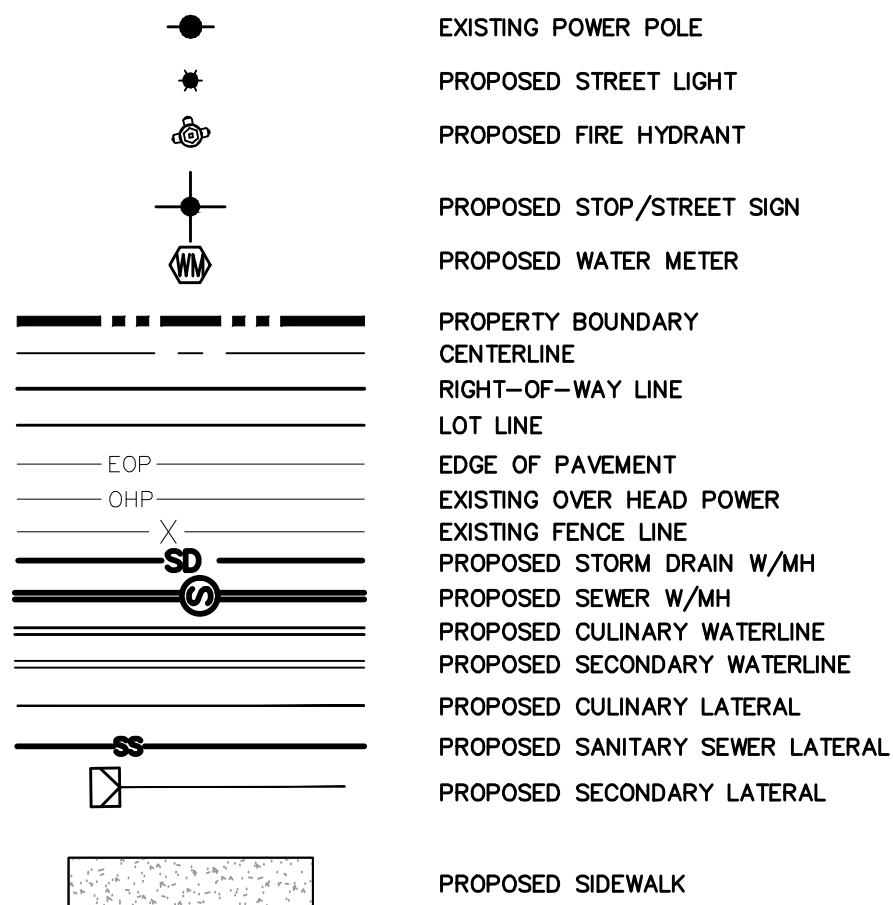 EXISTING POWER POLE
PROPOSED STREET LIGHT
PROPOSED FIRE HYDRANT
PROPOSED STOP/STREET SIGN
WM PROPOSED WATER METER
PROPERTY BOUNDARY
CENTERLINE
RIGHT-OF-WAY LINE
LOT LINE
EOP EDGE OF PAVEMENT
OHP EXISTING OVER HEAD POWER
X EXISTING FENCE LINE
SD PROPOSED STORM DRAIN W/MH
S PROPOSED SEWER W/MH
PROPOSED CULINARY WATERLINE
PROPOSED SECONDARY WATERLINE
PROPOSED CULINARY LATERAL
SS PROPOSED SANITARY SEWER LATERAL
PROPOSED SECONDARY LATERAL
PROPOSED SIDEWALK